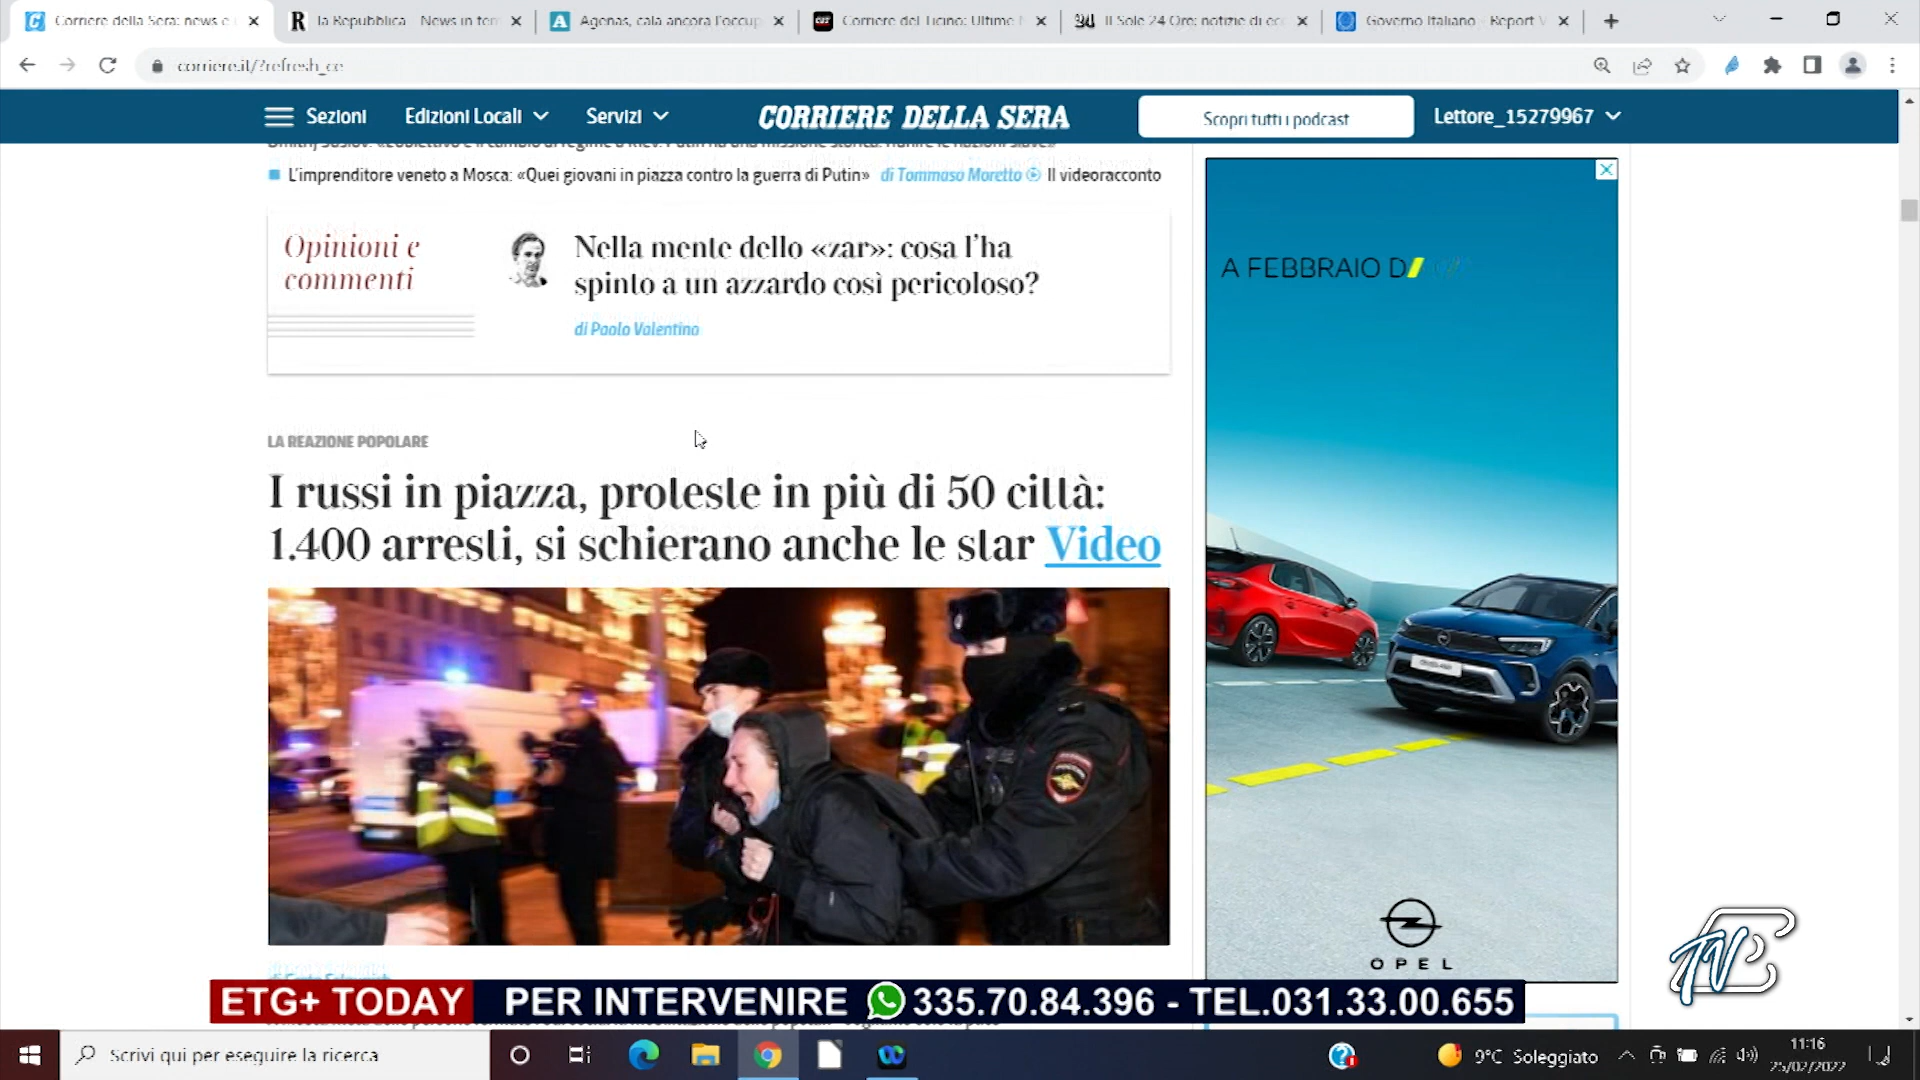 Corriere della Sera: news e
la Repubblica - News in tem
Agenas, cala ancora l'occup
Corriere del Ticino: Ultime N
Il Sole 24 Ore: notizie di ec
Governo Italiano - Report V
corriere.it/?refresh_ce
Sezioni
Edizioni Locali
Servizi
CORRIERE DELLA SERA
Scopri tutti i podcast
Lettore_15279967
L'imprenditore veneto a Mosca: «Quei giovani in piazza contro la guerra di Putin» di Tommaso Moretto Il videoracconto
Opinioni e
commenti
Nella mente dello «zar»: cosa l'ha
spinto a un azzardo così pericoloso?
di Paolo Valentino
A FEBBRAIO D
LA REAZIONE POPOLARE
I russi in piazza, proteste in più di 50 città:
1.400 arresti, si schierano anche le star Video
OPEL
TVC
ETG+ TODAY PER INTERVENIRE 335.70.84.396 - TEL.031.33.00.655
Scrivi qui per eseguire la ricerca
9°C Soleggiato
11:16
25/02/2022